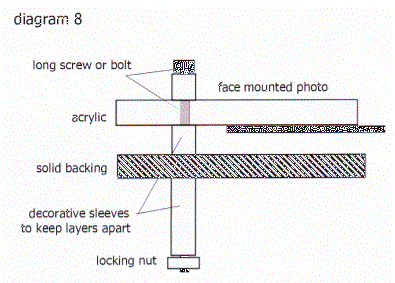 diagram 8
long screw or bolt
face mounted photo
acrylic
solid backing
decorative sleeves
to keep layers apart
locking nut